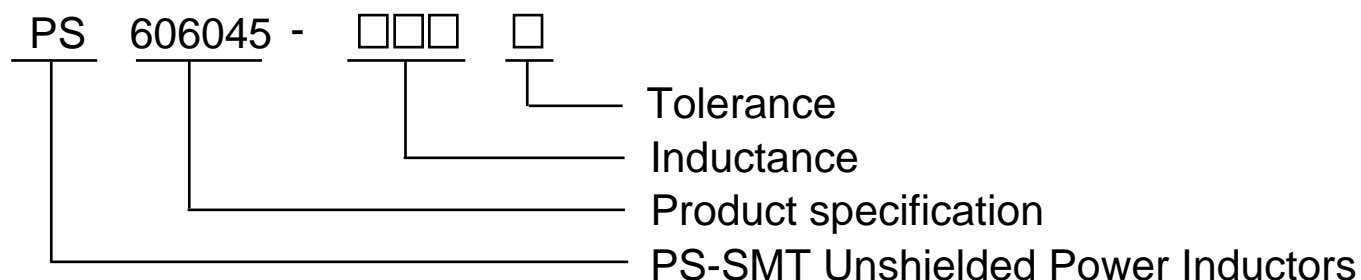 PS 606045 - □□□ □
Tolerance
Inductance
Product specification
PS-SMT Unshielded Power Inductors